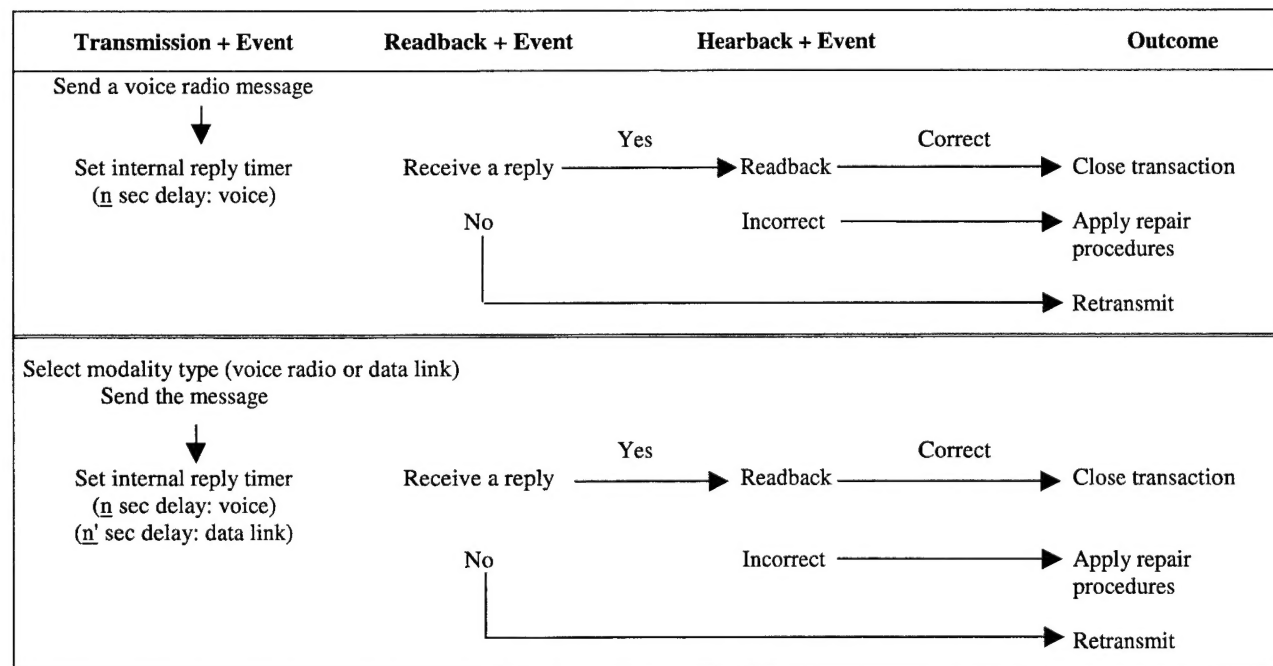 Transmission + Event Readback + Event Hearback + Event Outcome
Send a voice radio message
Yes Correct
Set internal reply timer Receive a reply Readback Close transaction
(n sec delay: voice)
No Incorrect Apply repair
procedures
Retransmit
Select modality type (voice radio or data link)
Send the message
Yes Correct
Set internal reply timer Receive a reply Readback Close transaction
(n sec delay: voice)
(n' sec delay: data link)
No Incorrect Apply repair
procedures
Retransmit